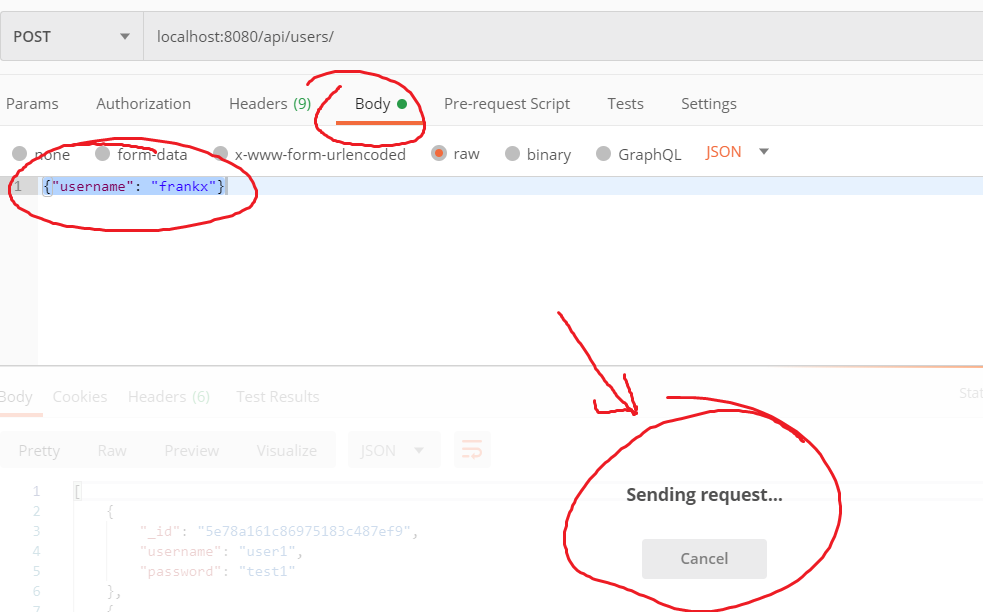 POST localhost:8080/api/users/
Params Authorization Headers (9) Body Pre-request Script Tests Settings
none form-data x-www-form-urlencoded raw binary GraphQL JSON
1 {"username": "frankx"}
Body Cookies Headers (6) Test Results Stat
Pretty Raw Preview Visualize JSON
1 [
2 {
3 "_id": "5e78a161c86975183c487ef9",
4 "username": "user1",
5 "password": "test1"
6 },
7 {
Sending request...
Cancel